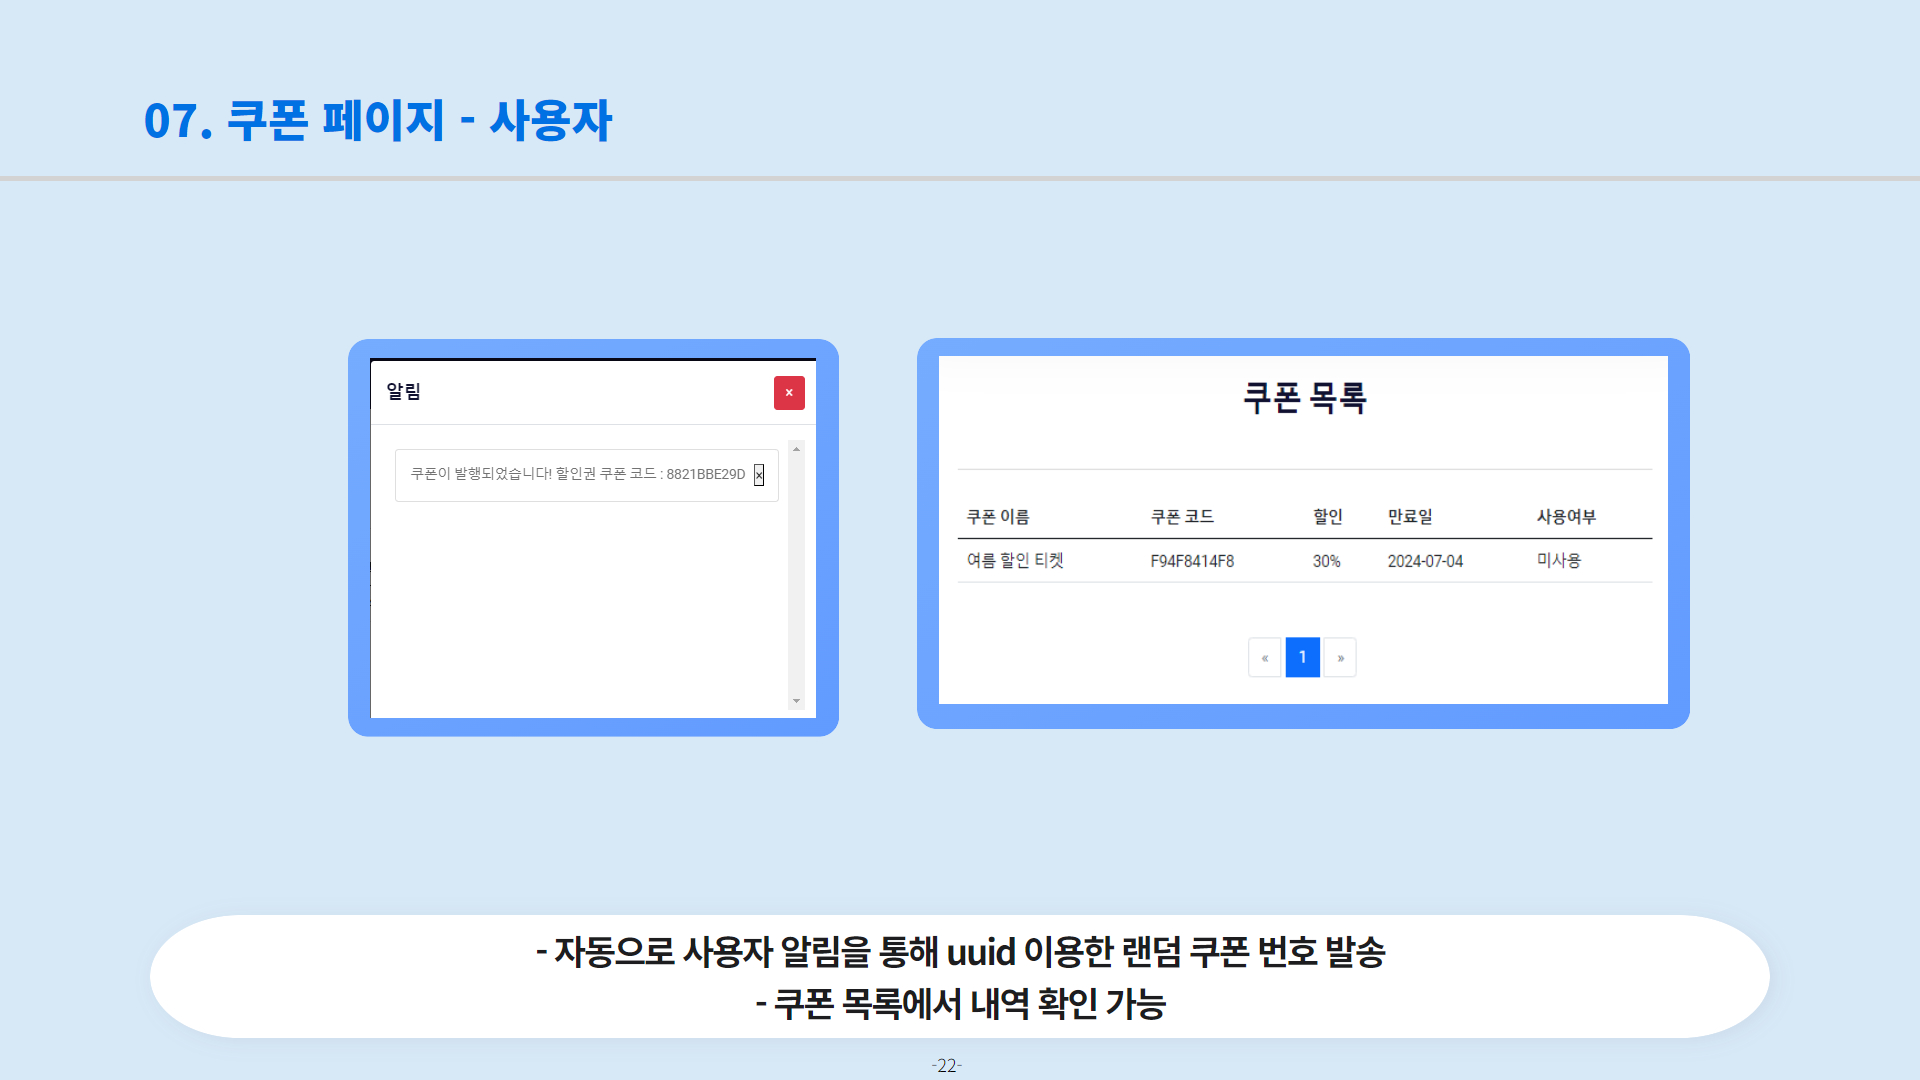 07. 쿠폰 페이지 - 사용자
알림
×
쿠폰이 발행되었습니다! 할인권 쿠폰 코드 : 8821BBE29D ×
쿠폰 목록
쿠폰 이름 쿠폰 코드 할인 만료일 사용여부
여름 할인 티켓 F94F8414F8 30% 2024-07-04 미사용
« 1 »
- 자동으로 사용자 알림을 통해 uuid 이용한 랜덤 쿠폰 번호 발송
- 쿠폰 목록에서 내역 확인 가능
-22-